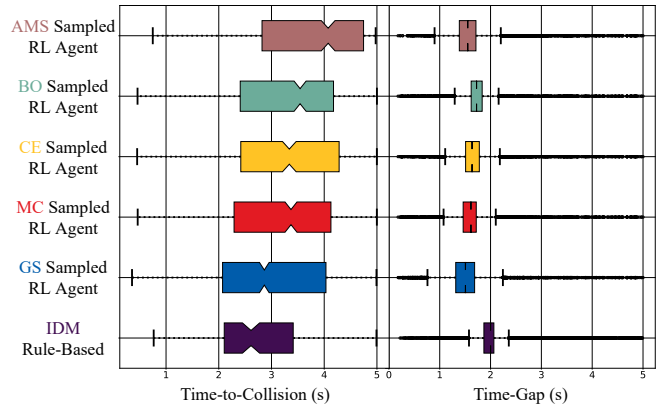 AMS Sampled
RL Agent
BO Sampled
RL Agent
CE Sampled
RL Agent
MC Sampled
RL Agent
GS Sampled
RL Agent
IDM
Rule-Based
1 2 3 4 5 0 1 2 3 4 5
Time-to-Collision (s) Time-Gap (s)